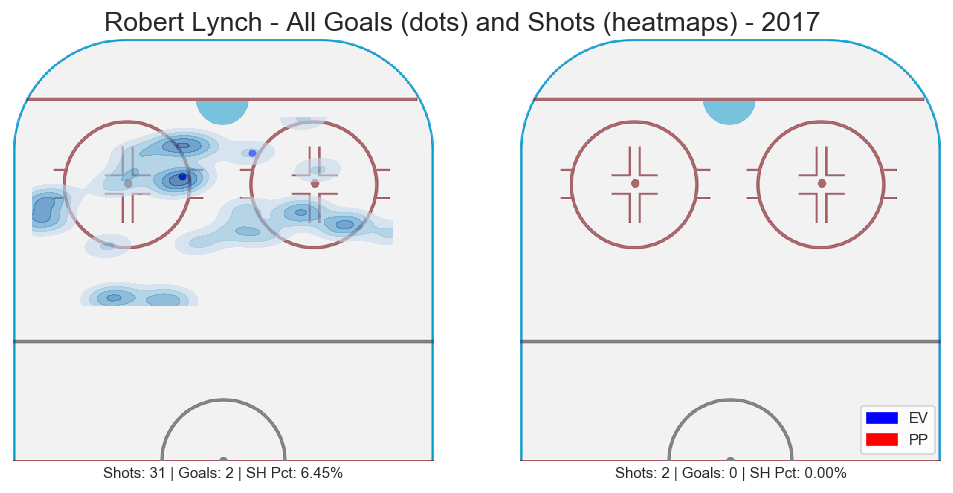 Robert Lynch - All Goals (dots) and Shots (heatmaps) - 2017
EV
PP
Shots: 31 | Goals: 2 | SH Pct: 6.45%
Shots: 2 | Goals: 0 | SH Pct: 0.00%